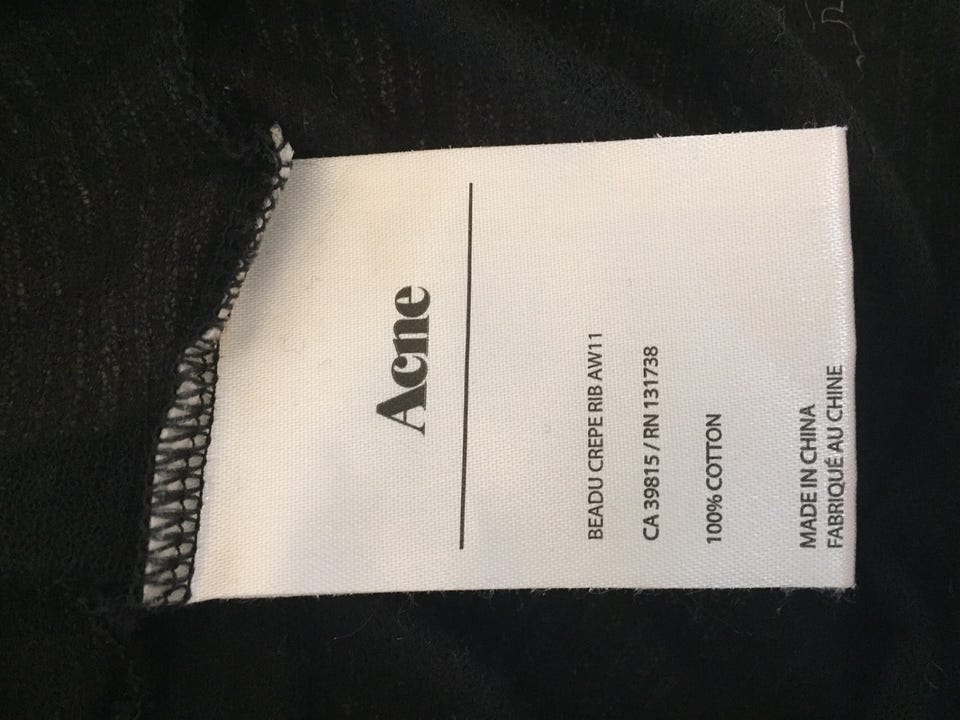 Acne
BEADU CREPE RIB AW11
CA 39815 / RN 131738
100% COTTON
MADE IN CHINA
FABRIQUÉ AU CHINE